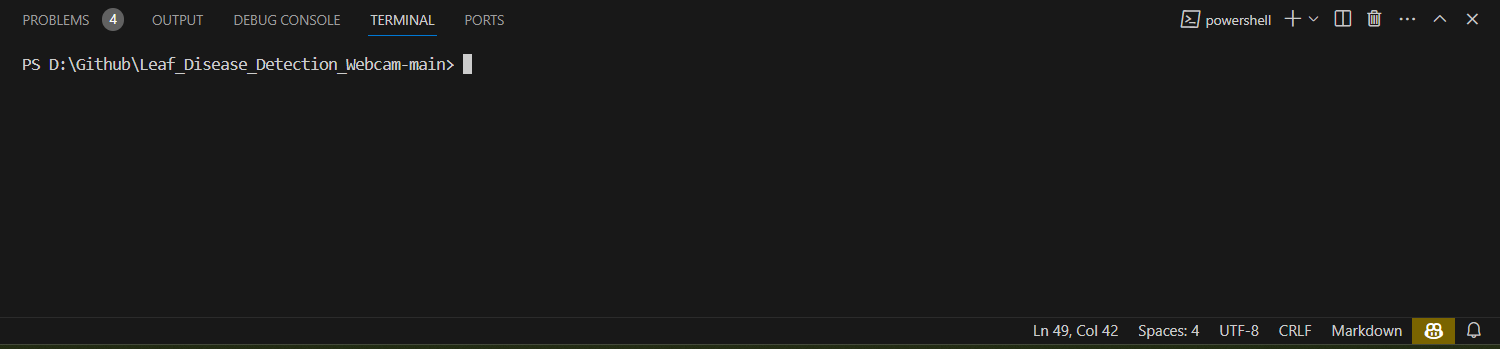 PROBLEMS 4 OUTPUT DEBUG CONSOLE TERMINAL PORTS powershell
PS D:\Github\Leaf_Disease_Detection_Webcam-main>
Ln 49, Col 42 Spaces: 4 UTF-8 CRLF Markdown